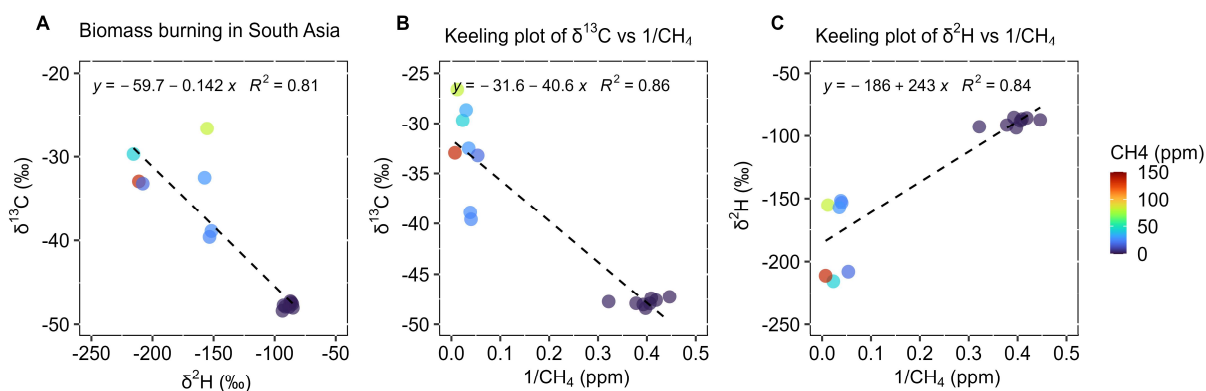 A
Biomass burning in South Asia
y = −59.7 − 0.142 x R² = 0.81
-20
-30
-40
-50
δ¹³C (‰)
-250 -200 -150 -100 -50
δ²H (‰)
B
Keeling plot of δ¹³C vs 1/CH₄
y = −31.6 − 40.6 x R² = 0.86
-25
-30
-35
-40
-45
-50
δ¹³C (‰)
0.0 0.1 0.2 0.3 0.4 0.5
1/CH₄ (ppm)
C
Keeling plot of δ²H vs 1/CH₄
y = −186 + 243 x R² = 0.84
-50
-100
-150
-200
-250
δ²H (‰)
0.0 0.1 0.2 0.3 0.4 0.5
1/CH₄ (ppm)
CH4 (ppm)
150
100
50
0